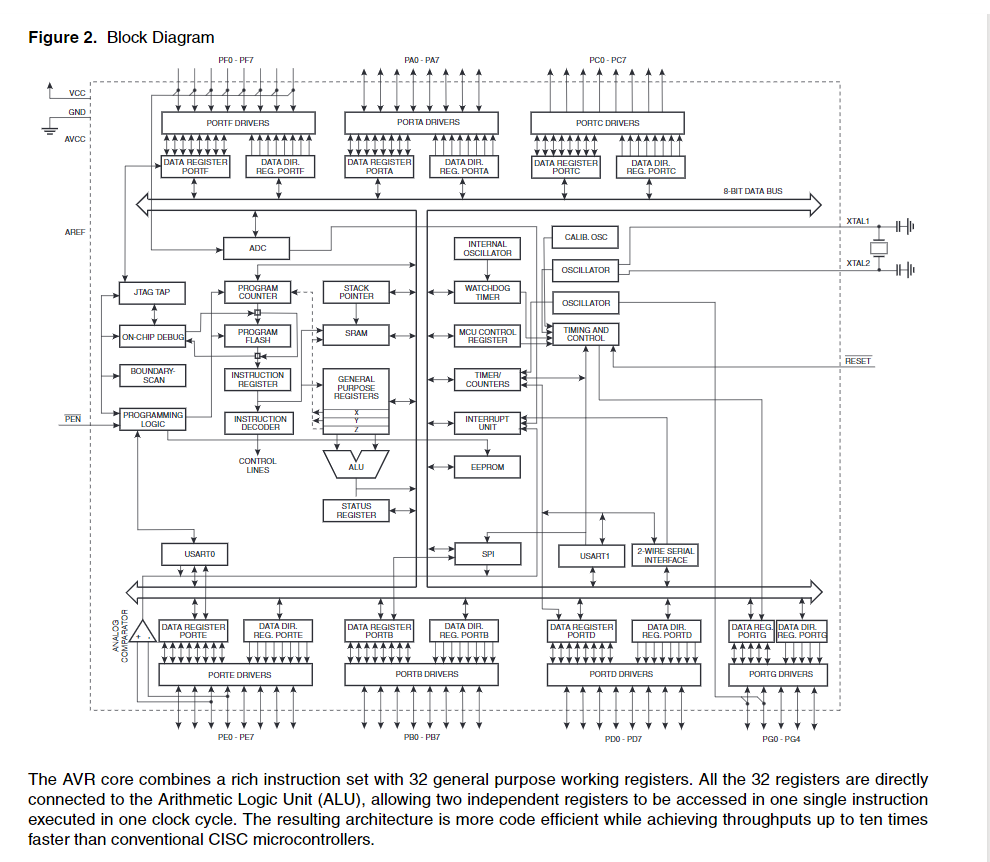 Figure 2. Block Diagram
PF0 - PF7
PA0 - PA7
PC0 - PC7
VCC
GND
AVCC
PORTF DRIVERS
PORTA DRIVERS
PORTC DRIVERS
DATA REGISTER
PORTF
DATA DIR.
REG. PORTF
DATA REGISTER
PORTA
DATA DIR.
REG. PORTA
DATA REGISTER
PORTC
DATA DIR.
REG. PORTC
8-BIT DATA BUS
AREF
XTAL1
XTAL2
ADC
INTERNAL
OSCILLATOR
CALIB. OSC
OSCILLATOR
JTAG TAP
PROGRAM
COUNTER
STACK
POINTER
WATCHDOG
TIMER
OSCILLATOR
ON-CHIP DEBUG
PROGRAM
FLASH
SRAM
MCU CONTROL
REGISTER
TIMING AND
CONTROL
RESET
BOUNDARY-
SCAN
INSTRUCTION
REGISTER
GENERAL
PURPOSE
REGISTERS
TIMER/
COUNTERS
X
Y
Z
PEN
PROGRAMMING
LOGIC
INSTRUCTION
DECODER
INTERRUPT
UNIT
CONTROL
LINES
ALU
EEPROM
STATUS
REGISTER
USART0
SPI
USART1
2-WIRE SERIAL
INTERFACE
ANALOG
COMPARATOR
+
-
DATA REGISTER
PORTE
DATA DIR.
REG. PORTE
DATA REGISTER
PORTB
DATA DIR.
REG. PORTB
DATA REGISTER
PORTD
DATA DIR.
REG. PORTD
DATA REG.
PORTG
DATA DIR.
REG. PORTG
PORTE DRIVERS
PORTB DRIVERS
PORTD DRIVERS
PORTG DRIVERS
PE0 - PE7
PB0 - PB7
PD0 - PD7
PG0 - PG4
The AVR core combines a rich instruction set with 32 general purpose working registers. All the 32 registers are directly
connected to the Arithmetic Logic Unit (ALU), allowing two independent registers to be accessed in one single instruction
executed in one clock cycle. The resulting architecture is more code efficient while achieving throughputs up to ten times
faster than conventional CISC microcontrollers.